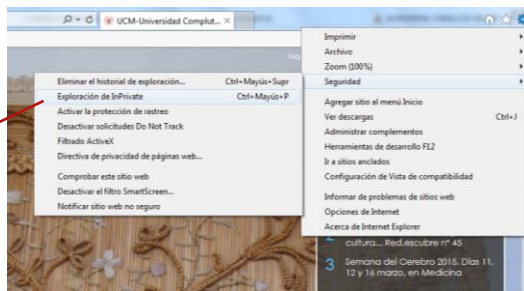 UCM-Universidad Complut...
Imprimir
Archivo
Zoom (100%)
Seguridad
Agregar sitio al menú Inicio
Ver descargas Ctrl+J
Administrar complementos
Herramientas de desarrollo F12
Ir a sitios anclados
Configuración de Vista de compatibilidad
Informar de problemas de sitios web
Opciones de Internet
Acerca de Internet Explorer
Eliminar el historial de exploración... Ctrl+Mayús+Supr
Exploración de InPrivate Ctrl+Mayús+P
Activar la protección de rastreo
Desactivar solicitudes Do Not Track
Filtrado ActiveX
Directiva de privacidad de páginas web...
Comprobar este sitio web
Desactivar el filtro SmartScreen...
Notificar sitio web no seguro
No
2 cultura... Red.escubre nº 45
3 Semana del Cerebro 2015. Días 11,
12 y 16 marzo, en Medicina